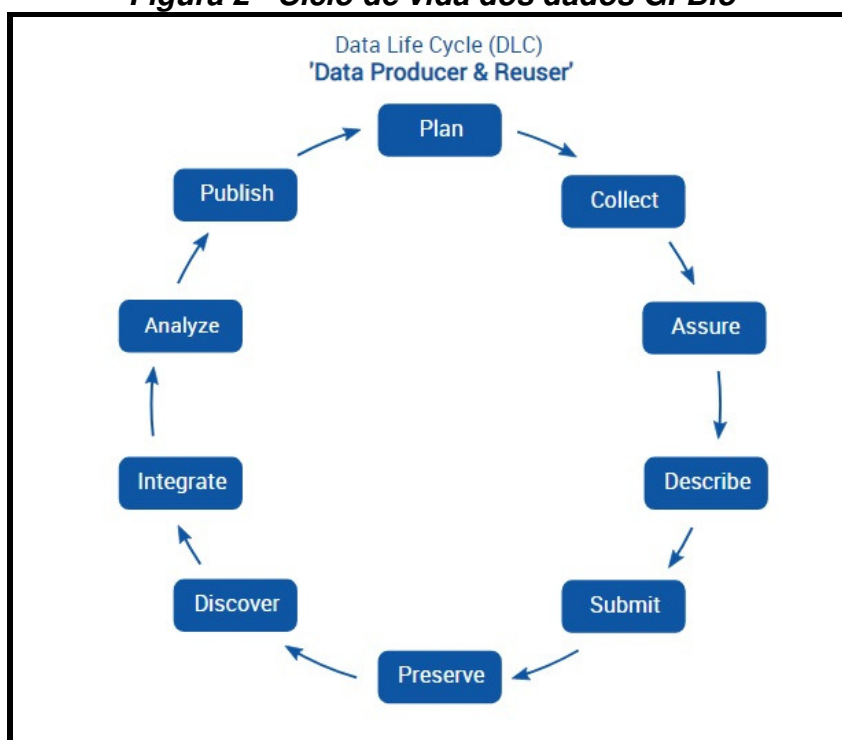 Figura 2 - Ciclo de vida dos dados GFBio
Data Life Cycle (DLC)
'Data Producer & Reuser'
Plan
Publish
Collect
Analyze
Assure
Integrate
Describe
Discover
Submit
Preserve